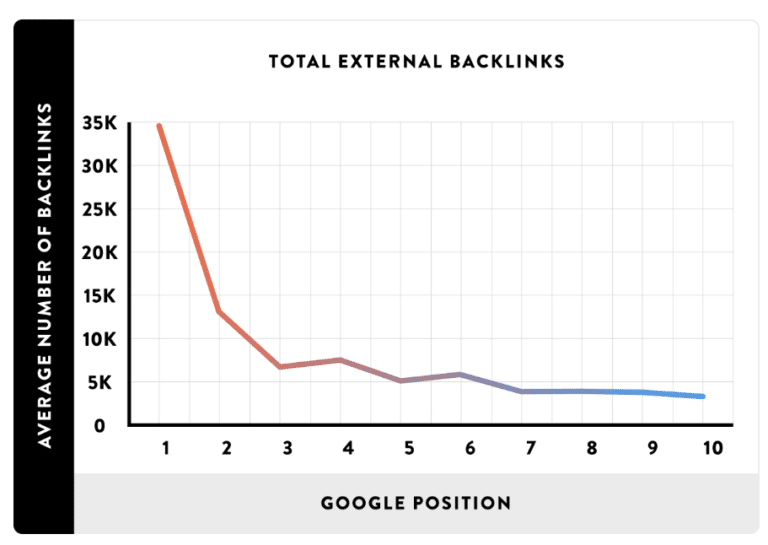 TOTAL EXTERNAL BACKLINKS
AVERAGE NUMBER OF BACKLINKS
35K
30K
25K
20K
15K
10K
5K
0
1 2 3 4 5 6 7 8 9 10
GOOGLE POSITION